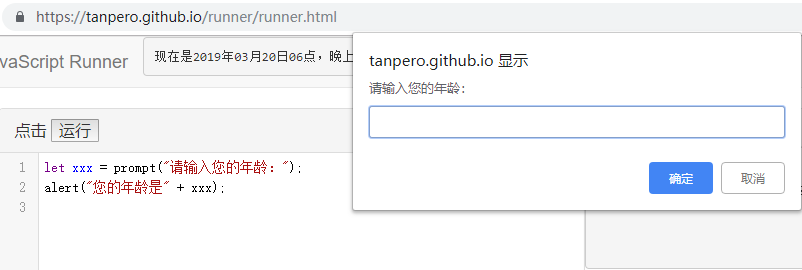 https://tanpero.github.io/runner/runner.html
vaScript Runner
现在是2019年03月20日06点，晚上
tanpero.github.io 显示
请输入您的年龄：
确定
取消
点击 运行
1 let xxx = prompt("请输入您的年龄：");
2 alert("您的年龄是" + xxx);
3